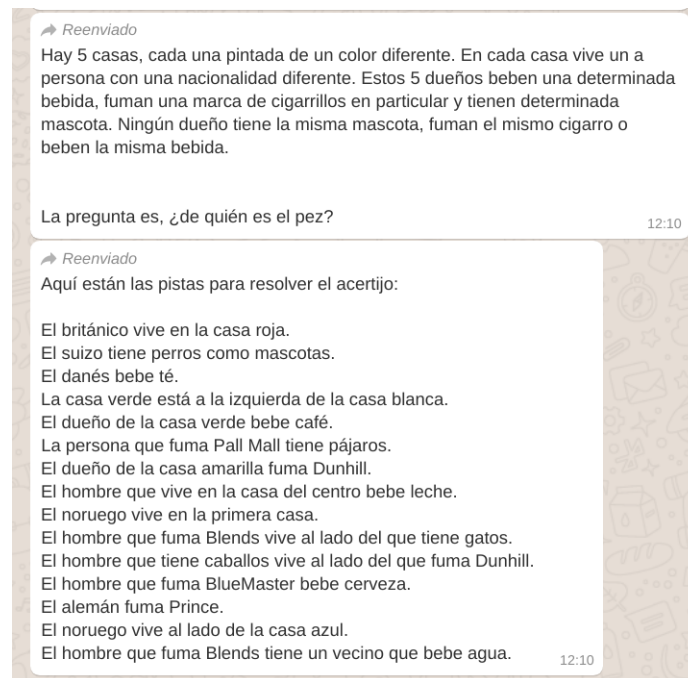 Reenviado
Hay 5 casas, cada una pintada de un color diferente. En cada casa vive un a
persona con una nacionalidad diferente. Estos 5 dueños beben una determinada
bebida, fuman una marca de cigarrillos en particular y tienen determinada
mascota. Ningún dueño tiene la misma mascota, fuman el mismo cigarro o
beben la misma bebida.
La pregunta es, ¿de quién es el pez?
12:10
Reenviado
Aquí están las pistas para resolver el acertijo:
El británico vive en la casa roja.
El suizo tiene perros como mascotas.
El danés bebe té.
La casa verde está a la izquierda de la casa blanca.
El dueño de la casa verde bebe café.
La persona que fuma Pall Mall tiene pájaros.
El dueño de la casa amarilla fuma Dunhill.
El hombre que vive en la casa del centro bebe leche.
El noruego vive en la primera casa.
El hombre que fuma Blends vive al lado del que tiene gatos.
El hombre que tiene caballos vive al lado del que fuma Dunhill.
El hombre que fuma BlueMaster bebe cerveza.
El alemán fuma Prince.
El noruego vive al lado de la casa azul.
El hombre que fuma Blends tiene un vecino que bebe agua.
12:10